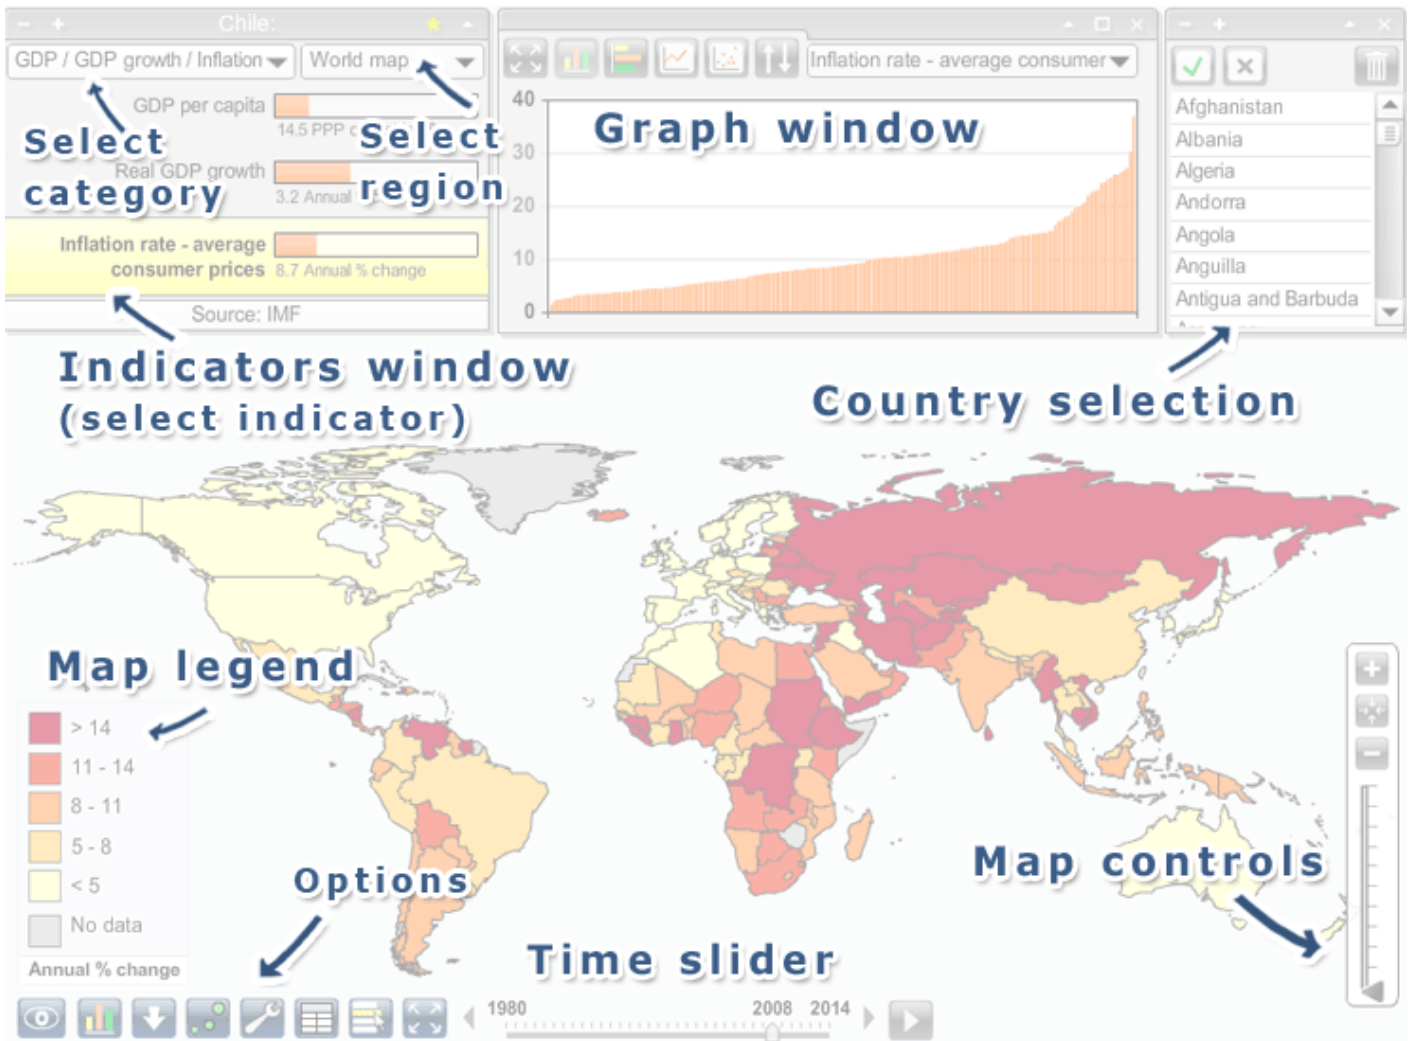 Chile:
GDP / GDP growth / Inflation
World map
GDP per capita
14.5 PPP
Select
category
Select
region
Real GDP growth
3.2 Annual
Inflation rate - average
consumer prices
8.7 Annual % change
Source: IMF
Indicators window
(select indicator)
Inflation rate - average consumer
Graph window
40
30
20
10
0
Afghanistan
Albania
Algeria
Andorra
Angola
Anguilla
Antigua and Barbuda
Country selection
Map legend
> 14
11 - 14
8 - 11
5 - 8
< 5
No data
Annual % change
Options
Time slider
Map controls
1980
2008
2014